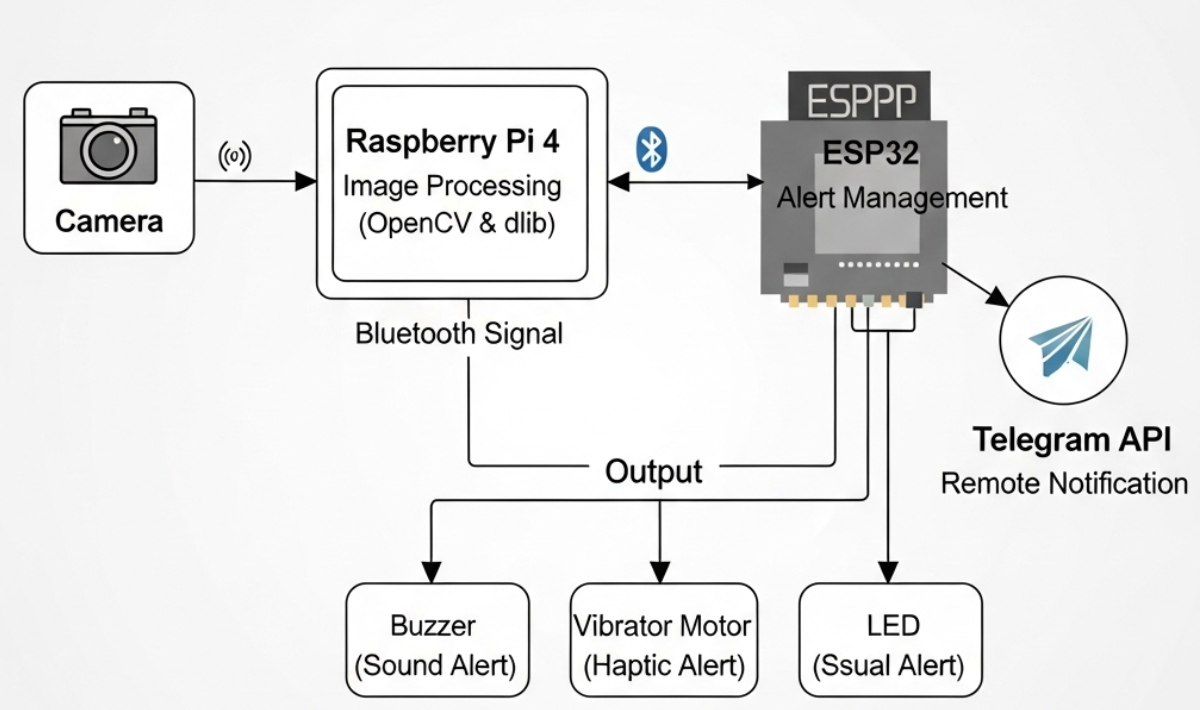 Camera
Raspberry Pi 4
Image Processing
(OpenCV & dlib)
ESPPP
ESP32
Alert Management
Bluetooth Signal
Telegram API
Remote Notification
Output
Buzzer
(Sound Alert)
Vibrator Motor
(Haptic Alert)
LED
(Ssual Alert)